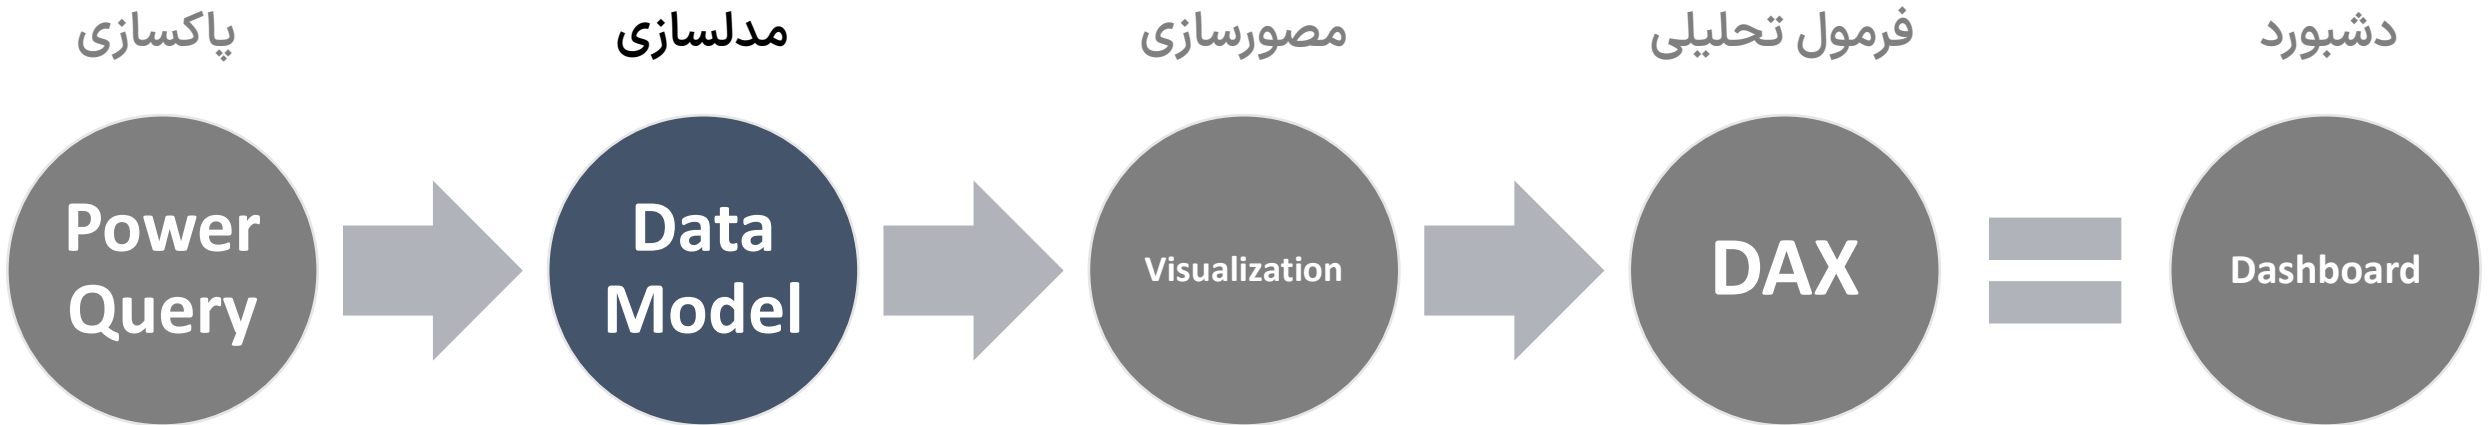 پاکسازی
مدلسازی
مصورسازی
فرمول تحلیلی
دشبورد
Power
Query
Data
Model
Visualization
DAX
Dashboard